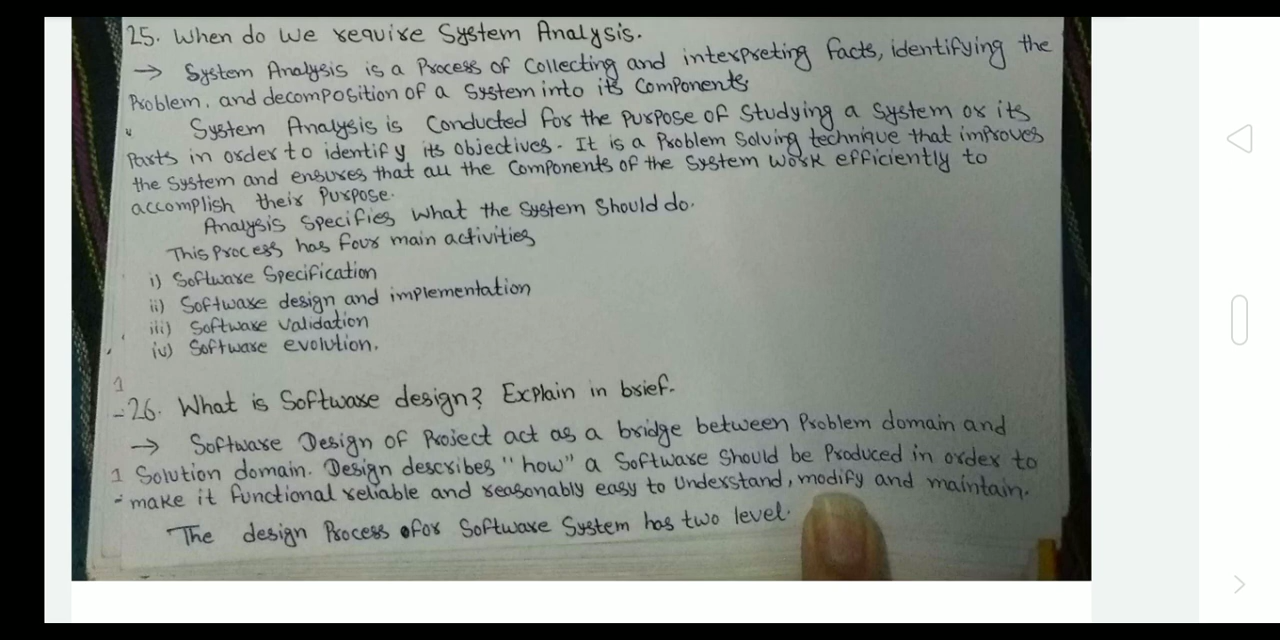 25. When do we require System Analysis.
→ System Analysis is a Process of Collecting and interpreting facts, identifying the
Problem, and decomposition of a System into its Components.
System Analysis is Conducted for the purpose of Studying a System or its
Parts in order to identify its objectives. It is a Problem Solving technique that improves
the System and ensures that all the Components of the System work efficiently to
accomplish their Purpose.
Analysis Specifies What the System Should do.
This Process has four main activities
i) Software Specification
ii) Software design and implementation
iii) Software validation
iv) Software evolution.
1
-26. What is Software design? Explain in brief.
→ Software Design of Project act as a bridge between Problem domain and
1 Solution domain. Design describes "how" a Software Should be Produced in order to
- make it functional reliable and reasonably easy to Understand, modify and maintain.
The design Process for Software System has two level.